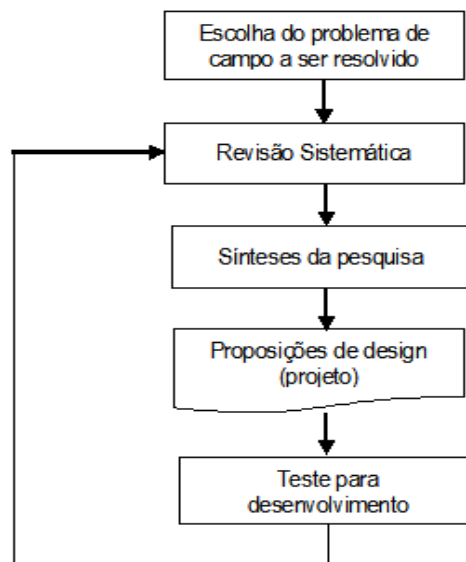 Escolha do problema de
campo a ser resolvido
Revisão Sistemática
Sínteses da pesquisa
Proposições de design
(projeto)
Teste para
desenvolvimento